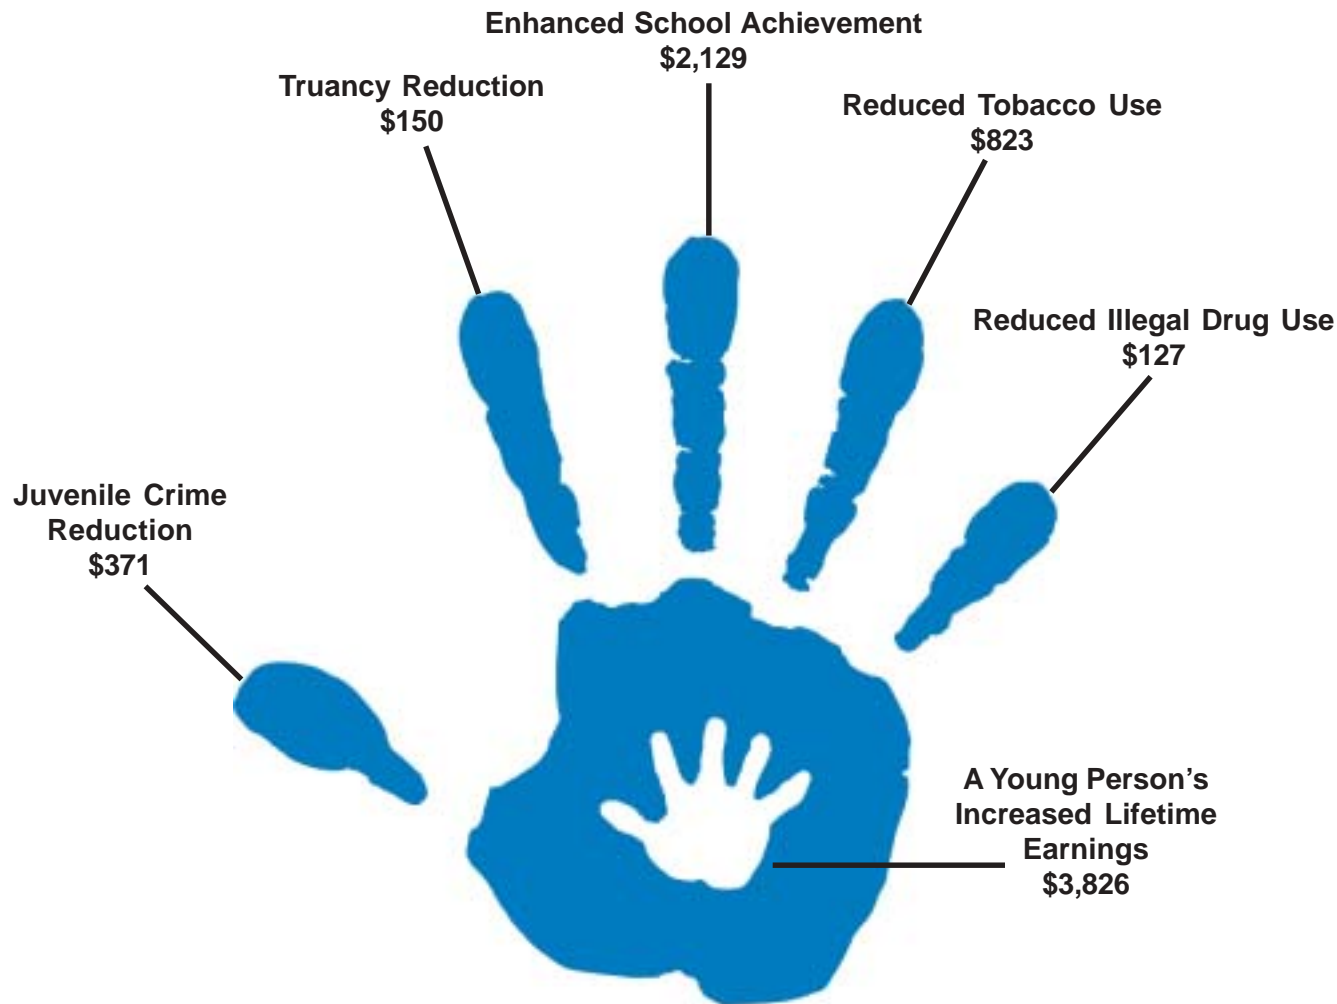 Enhanced School Achievement
$2,129
Truancy Reduction
$150
Reduced Tobacco Use
$823
Reduced Illegal Drug Use
$127
Juvenile Crime
Reduction
$371
A Young Person’s
Increased Lifetime
Earnings
$3,826